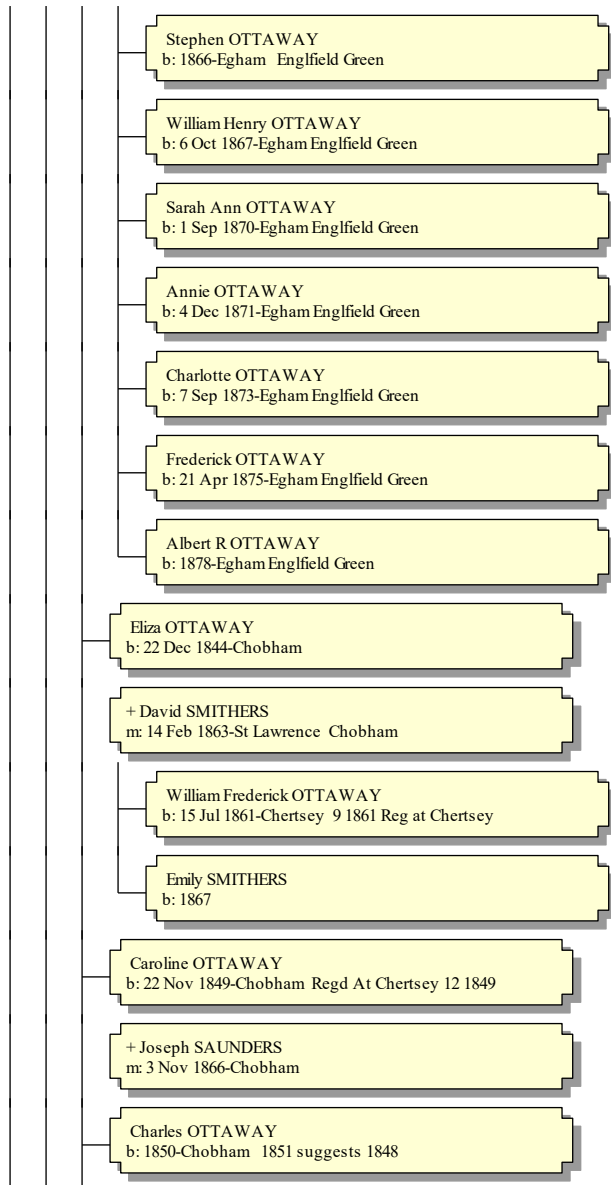 Stephen OTTAWAY
b: 1866-Egham Englfield Green
William Henry OTTAWAY
b: 6 Oct 1867-Egham Englfield Green
Sarah Ann OTTAWAY
b: 1 Sep 1870-Egham Englfield Green
Annie OTTAWAY
b: 4 Dec 1871-Egham Englfield Green
Charlotte OTTAWAY
b: 7 Sep 1873-Egham Englfield Green
Frederick OTTAWAY
b: 21 Apr 1875-Egham Englfield Green
Albert R OTTAWAY
b: 1878-Egham Englfield Green
Eliza OTTAWAY
b: 22 Dec 1844-Chobham
+ David SMITHERS
m: 14 Feb 1863-St Lawrence Chobham
William Frederick OTTAWAY
b: 15 Jul 1861-Chertsey 9 1861 Reg at Chertsey
Emily SMITHERS
b: 1867
Caroline OTTAWAY
b: 22 Nov 1849-Chobham Regd At Chertsey 12 1849
+ Joseph SAUNDERS
m: 3 Nov 1866-Chobham
Charles OTTAWAY
b: 1850-Chobham 1851 suggests 1848